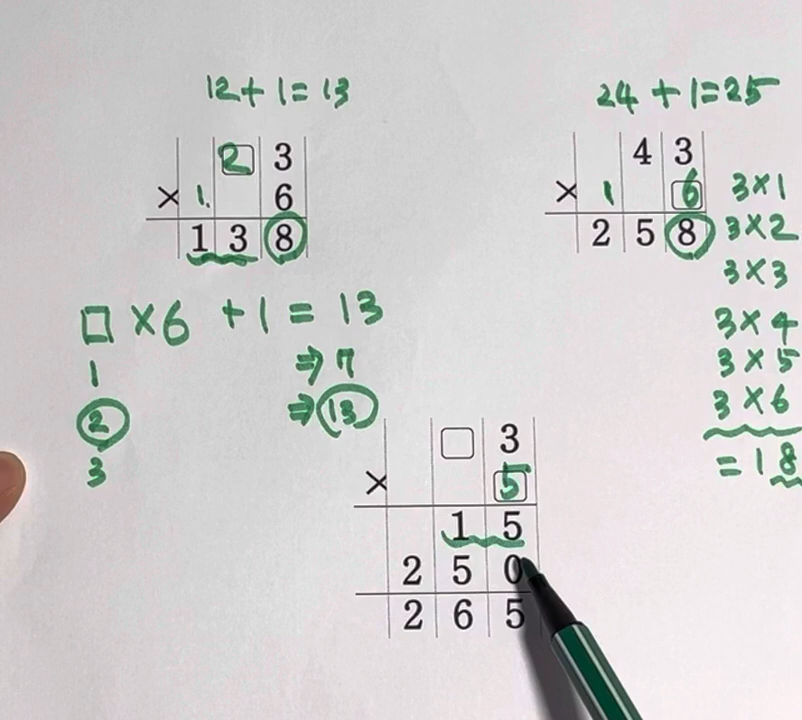 12+1=13
2 3
× 1. 6
1 3 8
□×6 +1 = 13
1 ⇒ 7
2 ⇒ 13
3
24 +1=25
4 3
× 1 6
2 5 8
3×1
3×2
3×3
3×4
3×5
3×6
=18
□ 3
× 5
1 5
2 5 0
2 6 5